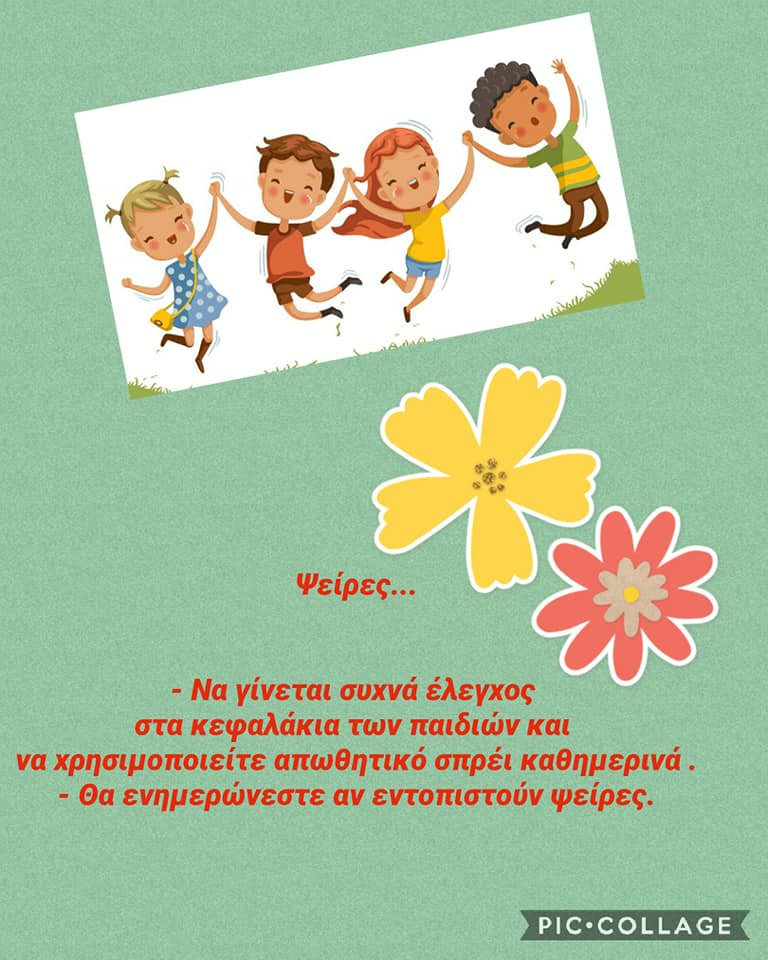 Ψείρες...
- Να γίνεται συχνά έλεγχος
στα κεφαλάκια των παιδιών και
να χρησιμοποιείτε απωθητικό σπρέι καθημερινά .
- Θα ενημερώνεστε αν εντοπιστούν ψείρες.
PIC•COLLAGE